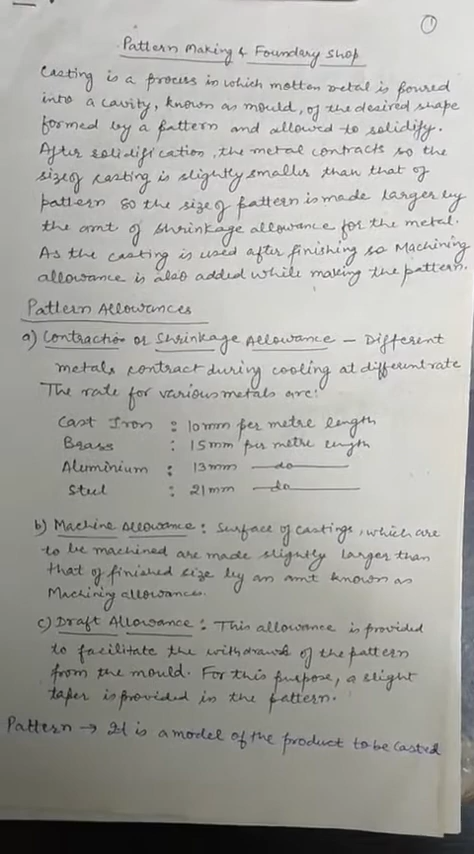 1
Pattern Making & Foundary Shop
Casting is a process in which motten metal is poured
into a cavity, known as mould, of the desired shape
formed by a pattern and allowed to solidify.
After solidification, the metal contracts so the
size of casting is slightly smaller than that of
pattern so the size of pattern is made larger by
the amt of shrinkage allowance for the metal.
As the casting is used after finishing so Machining
allowance is also added while making the pattern.
Pattern Allowances
a) Contraction or Shrinkage Allowance – Different
metals contract during cooling at different rate
The rate for various metals are:
Cast Iron : 10mm per metre length
Brass : 15mm per metre length
Aluminium : 13mm —do—
Steel : 21mm —do—
b) Machine Allowance : Surface of castings, which are
to be machined are made slightly larger than
that of finished size by an amt known as
Machining allowances.
c) Draft Allowance : This allowance is provided
to facilitate the withdrawl of the pattern
from the mould. For this purpose, a slight
taper is provided in the pattern.
Pattern → It is a model of the product to be Casted